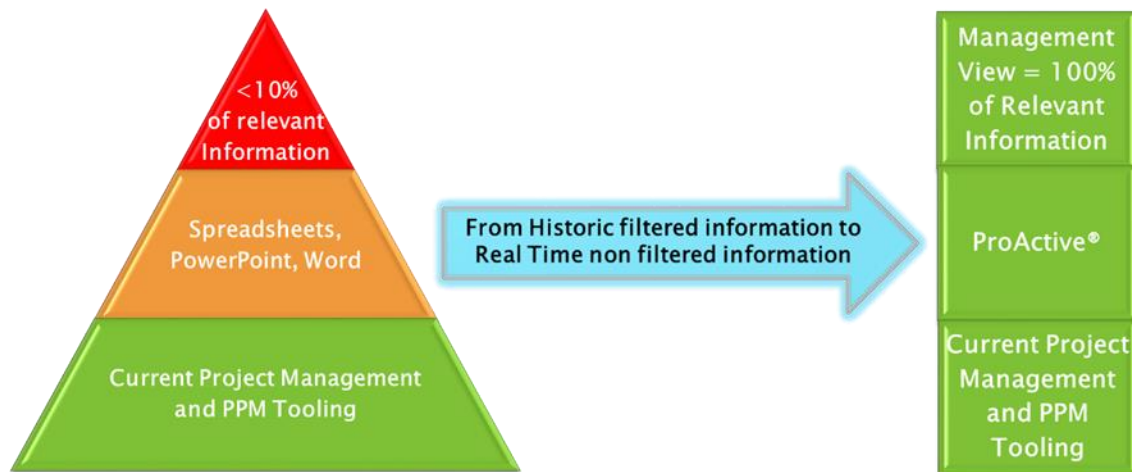 <10%
of relevant
Information
Spreadsheets,
PowerPoint, Word
Current Project Management
and PPM Tooling
From Historic filtered information to
Real Time non filtered information
Management
View = 100%
of Relevant
Information
ProActive®
Current Project
Management
and PPM
Tooling